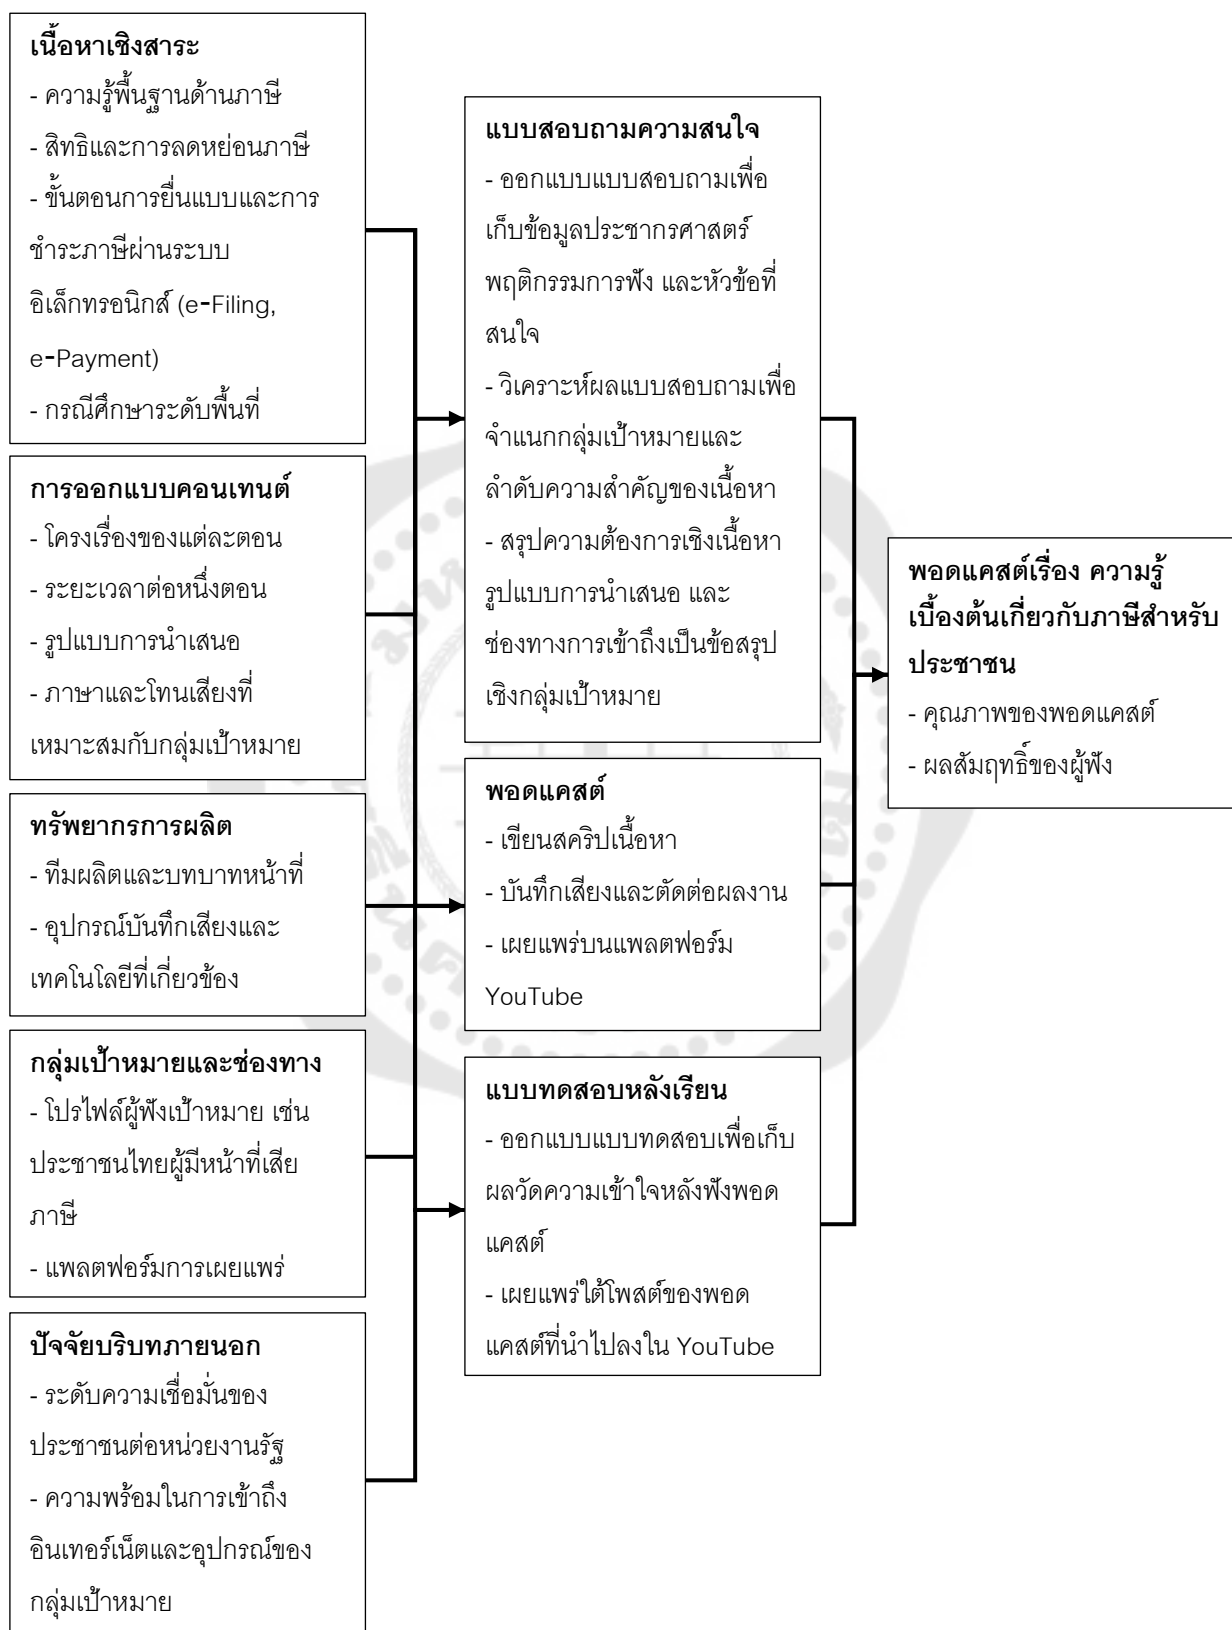 เนื้อหาเชิงสาระ
- ความรู้พื้นฐานด้านภาษี
- สิทธิและการลดหย่อนภาษี
- ขั้นตอนการยื่นแบบและการ
ชำระภาษีผ่านระบบ
อิเล็กทรอนิกส์ (e-Filing,
e-Payment)
- กรณีศึกษาระดับพื้นที่
การออกแบบคอนเทนต์
- โครงเรื่องของแต่ละตอน
- ระยะเวลาต่อหนึ่งตอน
- รูปแบบการนำเสนอ
- ภาษาและโทนเสียงที่
เหมาะสมกับกลุ่มเป้าหมาย
ทรัพยากรการผลิต
- ทีมผลิตและบทบาทหน้าที่
- อุปกรณ์บันทึกเสียงและ
เทคโนโลยีที่เกี่ยวข้อง
กลุ่มเป้าหมายและช่องทาง
- โปรไฟล์ผู้ฟังเป้าหมาย เช่น
ประชาชนไทยผู้มีหน้าที่เสีย
ภาษี
- แพลตฟอร์มการเผยแพร่
ปัจจัยบริบทภายนอก
- ระดับความเชื่อมั่นของ
ประชาชนต่อหน่วยงานรัฐ
- ความพร้อมในการเข้าถึง
อินเทอร์เน็ตและอุปกรณ์ของ
กลุ่มเป้าหมาย
แบบสอบถามความสนใจ
- ออกแบบแบบสอบถามเพื่อ
เก็บข้อมูลประชากรศาสตร์
พฤติกรรมการฟัง และหัวข้อที่
สนใจ
- วิเคราะห์ผลแบบสอบถามเพื่อ
จำแนกกลุ่มเป้าหมายและ
ลำดับความสำคัญของเนื้อหา
- สรุปความต้องการเชิงเนื้อหา
รูปแบบการนำเสนอ และ
ช่องทางการเข้าถึงเป็นข้อสรุป
เชิงกลุ่มเป้าหมาย
พอดแคสต์
- เขียนสคริปเนื้อหา
- บันทึกเสียงและตัดต่อผลงาน
- เผยแพร่บนแพลตฟอร์ม
YouTube
แบบทดสอบหลังเรียน
- ออกแบบแบบทดสอบเพื่อเก็บ
ผลวัดความเข้าใจหลังฟังพอด
แคสต์
- เผยแพร่ใต้โพสต์ของพอด
แคสต์ที่นำไปลงใน YouTube
พอดแคสต์เรื่อง ความรู้
เบื้องต้นเกี่ยวกับภาษีสำหรับ
ประชาชน
- คุณภาพของพอดแคสต์
- ผลสัมฤทธิ์ของผู้ฟัง